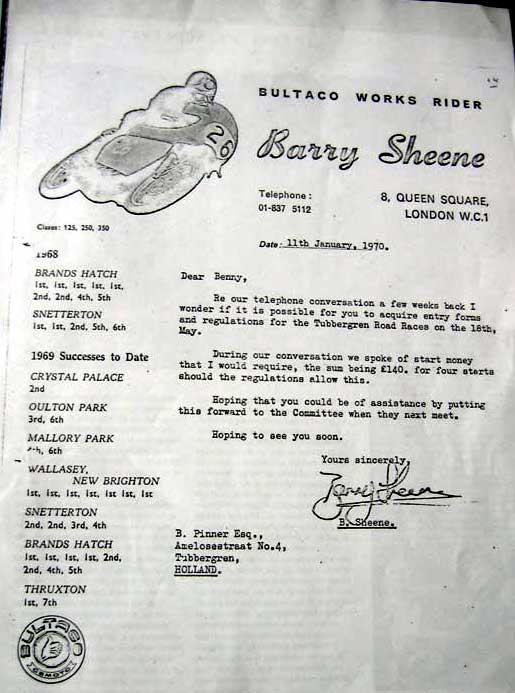 BULTACO WORKS RIDER
Barry Sheene
Telephone:
01-837 5112
8, QUEEN SQUARE,
LONDON W.C.1
26
Classes: 125, 250, 350
Date: 11th January, 1970.
1968
BRANDS HATCH
1st, 1st, 1st, 1st, 1st,
2nd, 2nd, 4th, 5th
SNETTERTON
1st, 1st, 2nd, 5th, 6th
1969 Successes to Date
CRYSTAL PALACE
2nd
OULTON PARK
3rd, 6th
MALLORY PARK
6th
WALLASEY,
NEW BRIGHTON
1st, 1st, 1st, 1st, 1st, 1st, 1st
SNETTERTON
2nd, 2nd, 3rd, 4th
BRANDS HATCH
1st, 1st, 1st, 1st, 2nd,
2nd, 4th, 5th
THRUXTON
1st, 7th
Dear Benny,
Re our telephone conversation a few weeks back I
wonder if it is possible for you to acquire entry forms
and regulations for the Tubbergren Road Races on the 18th,
May.
During our conversation we spoke of start money
that I would require, the sum being £140. for four starts
should the regulations allow this.
Hoping that you could be of assistance by putting
this forward to the Committee when they next meet.
Hoping to see you soon.
Yours sincerely,
Barry Sheene
B. Sheene.
B. Pinner Esq.,
Amelosestraat No.4,
Tubbergren,
HOLLAND.
BULTACO
CEMOTO